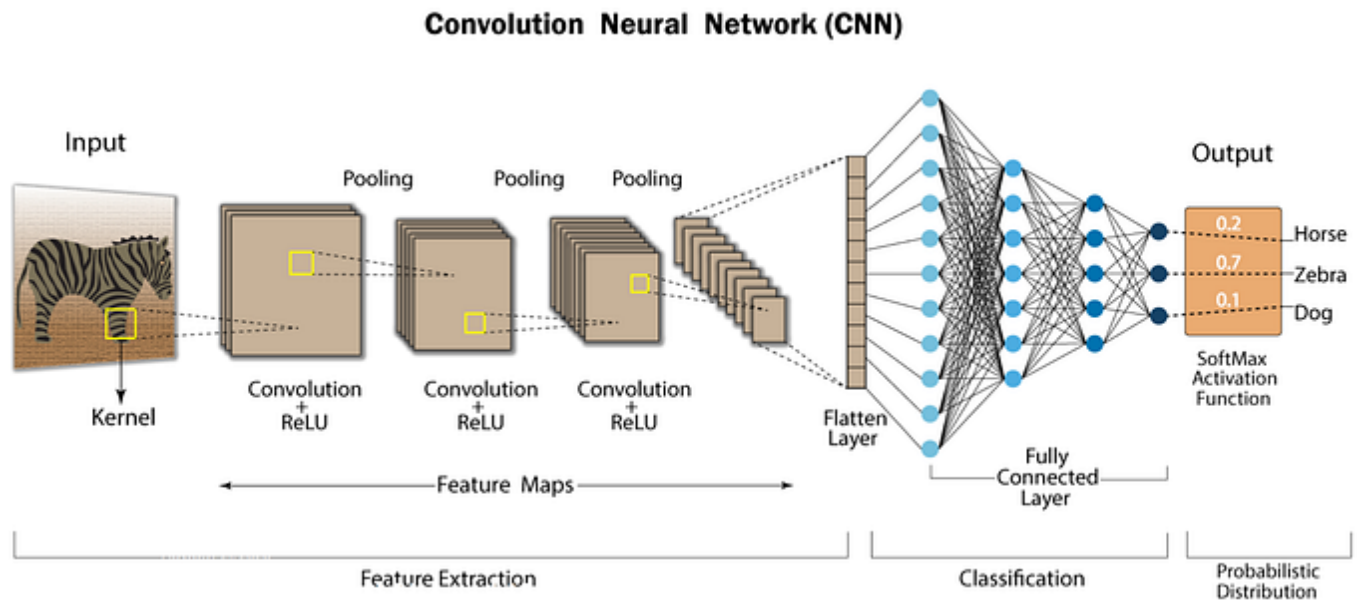 Convolution Neural Network (CNN)
Input
Output
Pooling
Pooling
Pooling
Kernel
Convolution
+
ReLU
Convolution
+
ReLU
Convolution
+
ReLU
Flatten
Layer
Fully
Connected
Layer
0.2
Horse
0.7
Zebra
0.1
Dog
SoftMax
Activation
Function
Feature Maps
Feature Extraction
Classification
Probabilistic
Distribution